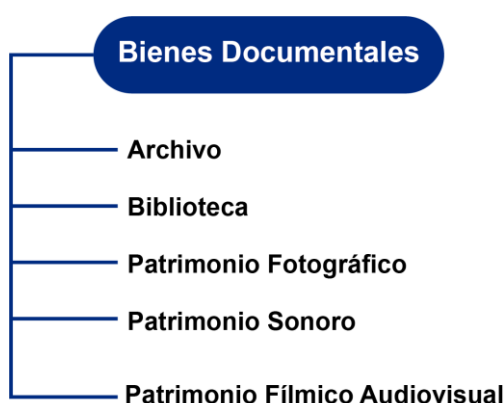 Bienes Documentales
Archivo
Biblioteca
Patrimonio Fotográfico
Patrimonio Sonoro
Patrimonio Fílmico Audiovisual